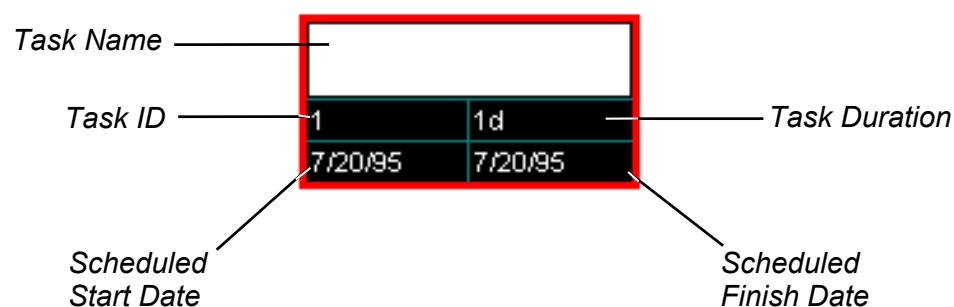 Task Name
Task ID
1
1d
Task Duration
7/20/95
7/20/95
Scheduled
Start Date
Scheduled
Finish Date